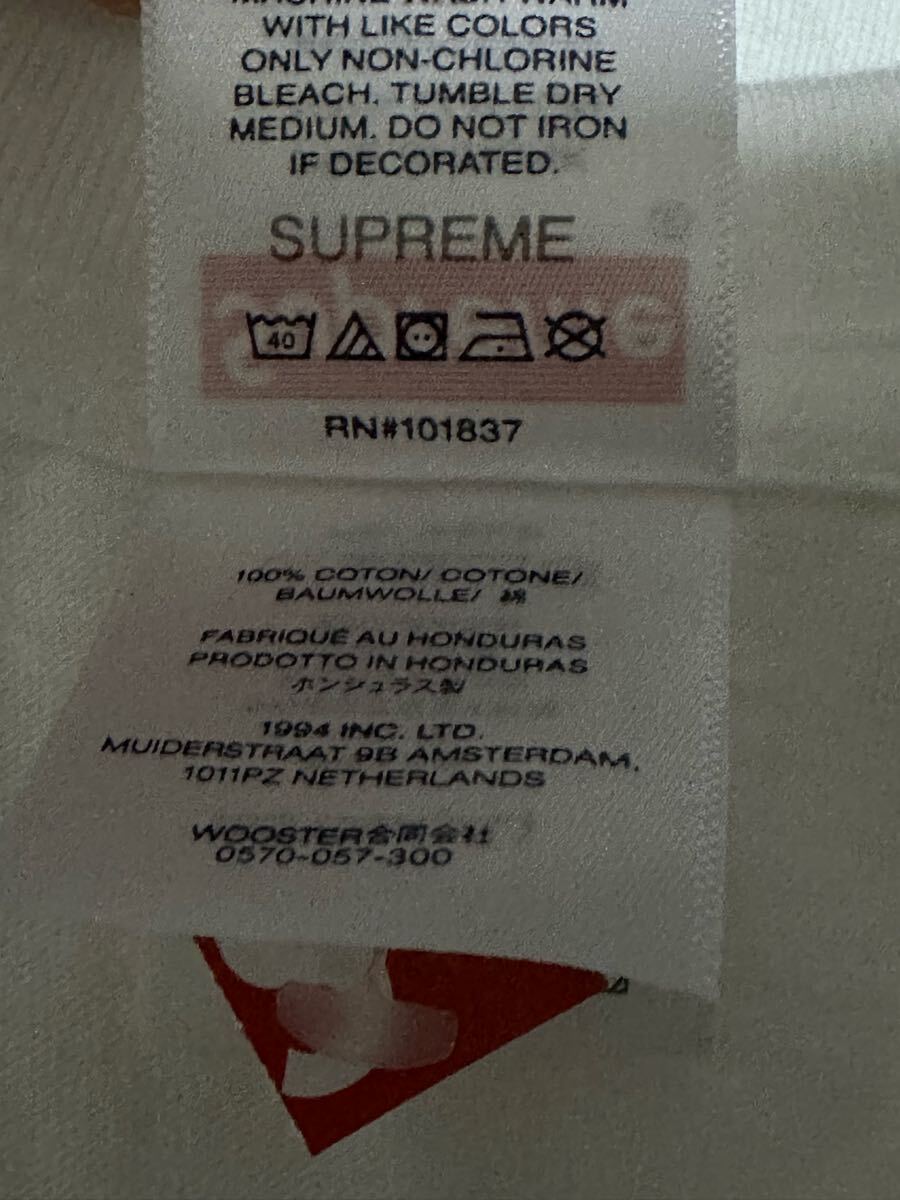 MACHINE WASH WARM
WITH LIKE COLORS
ONLY NON-CHLORINE
BLEACH. TUMBLE DRY
MEDIUM. DO NOT IRON
IF DECORATED.
SUPREME
40
RN#101837
100% COTON/ COTONE/
BAUMWOLLE/ 綿
FABRIQUÉ AU HONDURAS
PRODOTTO IN HONDURAS
ホンジュラス製
1994 INC. LTD.
MUIDERSTRAAT 9B AMSTERDAM,
1011PZ NETHERLANDS
WOOSTER合同会社
0570-057-300